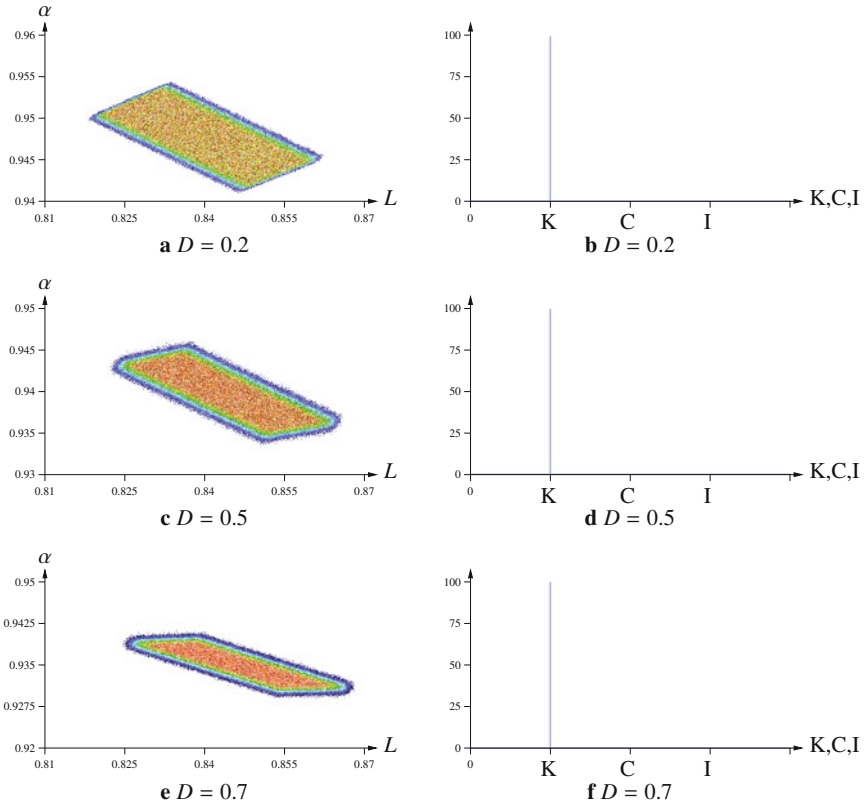 α
0.96
0.955
0.95
0.945
0.94
0.81 0.825 0.84 0.855 0.87
L
a D = 0.2
100
75
50
25
0
0
K C I
K,C,I
b D = 0.2
α
0.95
0.945
0.94
0.935
0.93
0.81 0.825 0.84 0.855 0.87
L
c D = 0.5
100
75
50
25
0
0
K C I
K,C,I
d D = 0.5
α
0.95
0.9425
0.935
0.9275
0.92
0.81 0.825 0.84 0.855 0.87
L
e D = 0.7
100
75
50
25
0
0
K C I
K,C,I
f D = 0.7